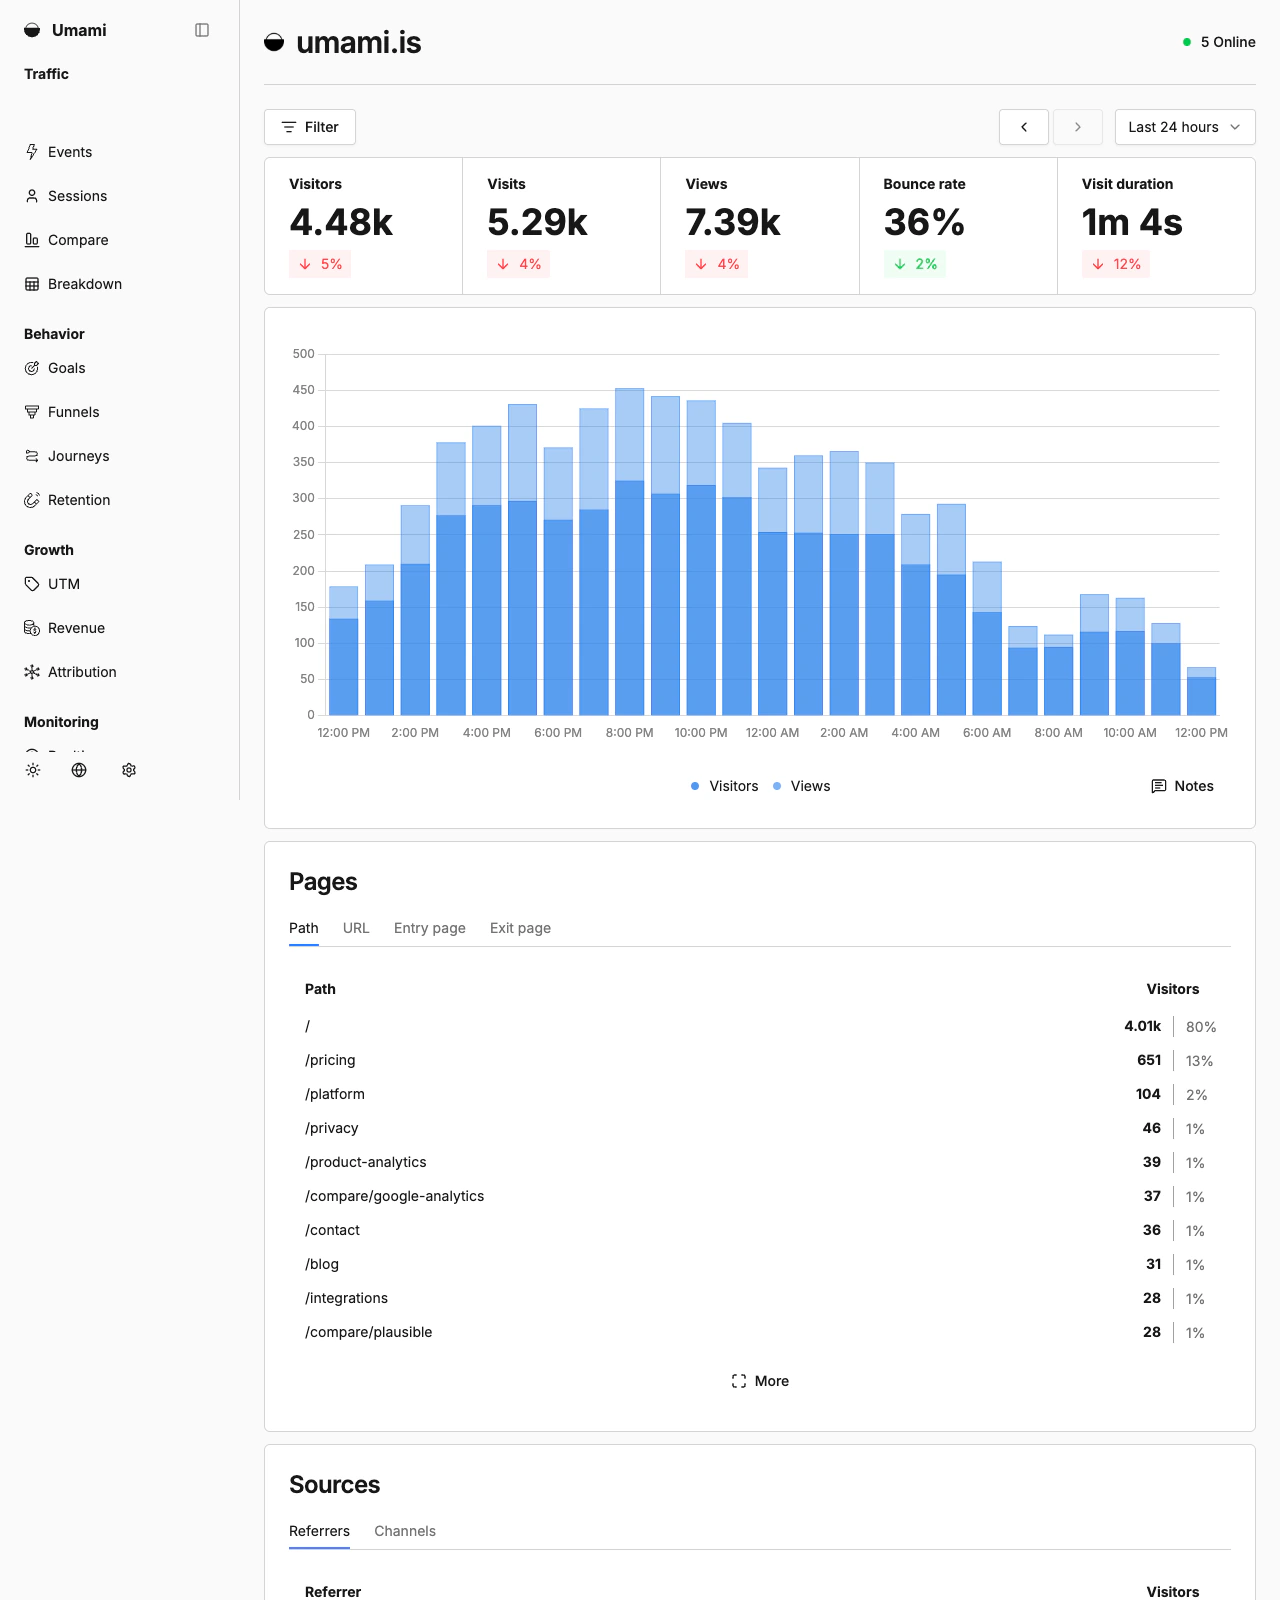 Umami
Traffic
Events
Sessions
Compare
Breakdown
Behavior
Goals
Funnels
Journeys
Retention
Growth
UTM
Revenue
Attribution
Monitoring
umami.is
5 Online
Filter
Last 24 hours
Visitors
4.48k
5%
Visits
5.29k
4%
Views
7.39k
4%
Bounce rate
36%
2%
Visit duration
1m 4s
12%
500
450
400
350
300
250
200
150
100
50
0
12:00 PM 2:00 PM 4:00 PM 6:00 PM 8:00 PM 10:00 PM 12:00 AM 2:00 AM 4:00 AM 6:00 AM 8:00 AM 10:00 AM 12:00 PM
Visitors Views
Notes
Pages
Path URL Entry page Exit page
Path Visitors
/ 4.01k 80%
/pricing 651 13%
/platform 104 2%
/privacy 46 1%
/product-analytics 39 1%
/compare/google-analytics 37 1%
/contact 36 1%
/blog 31 1%
/integrations 28 1%
/compare/plausible 28 1%
More
Sources
Referrers Channels
Referrer Visitors